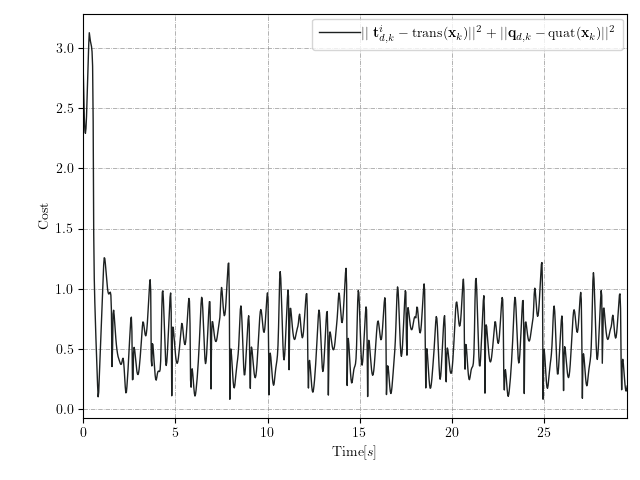 || t^i_{d,k} − trans(x_k)||^2 + ||q_{d,k} − quat(x_k)||^2
3.0
2.5
2.0
1.5
1.0
0.5
0.0
Cost
0 5 10 15 20 25
Time[s]